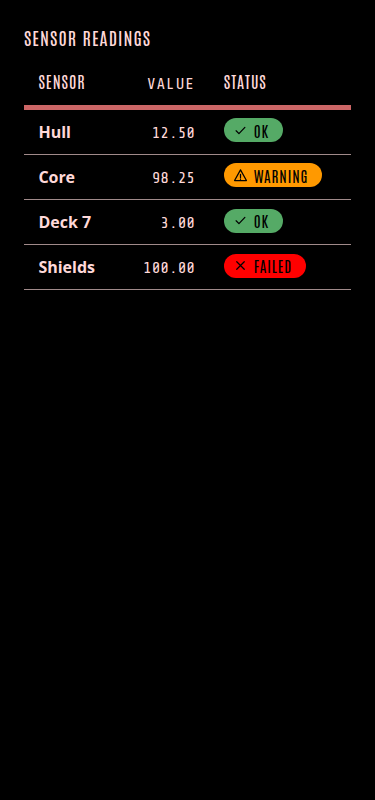 SENSOR READINGS
SENSOR VALUE STATUS
Hull 12.50 OK
Core 98.25 WARNING
Deck 7 3.00 OK
Shields 100.00 FAILED